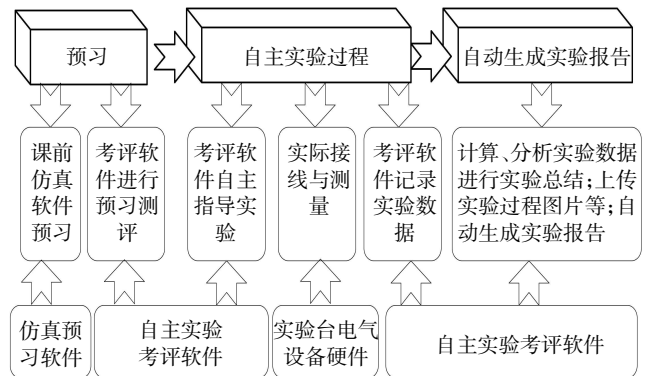 预习
自主实验过程
自动生成实验报告
课前
仿真
软件
预习
考评软
件进行
预习测
评
考评软
件自主
指导实
验
实际接
线与测
量
考评软
件记录
实验数
据
计算、分析实验数据
进行实验总结;上传
实验过程图片等;自
动生成实验报告
仿真预
习软件
自主实验
考评软件
实验台电气
设备硬件
自主实验考评软件